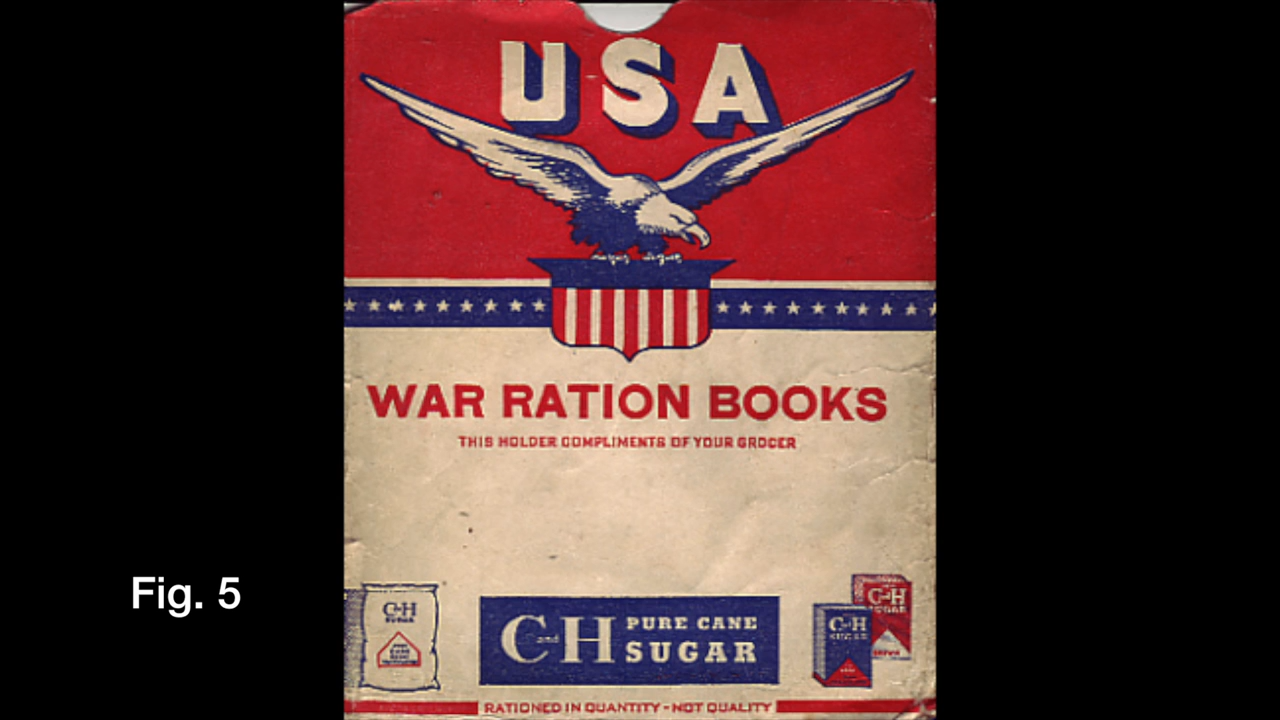 USA
WAR RATION BOOKS
THIS HOLDER COMPLIMENTS OF YOUR GROCER
Fig. 5
C-H
SUGAR
C and H PURE CANE
SUGAR
C-H
SUGAR
C-H
SUGAR
RATIONED IN QUANTITY - NOT QUALITY